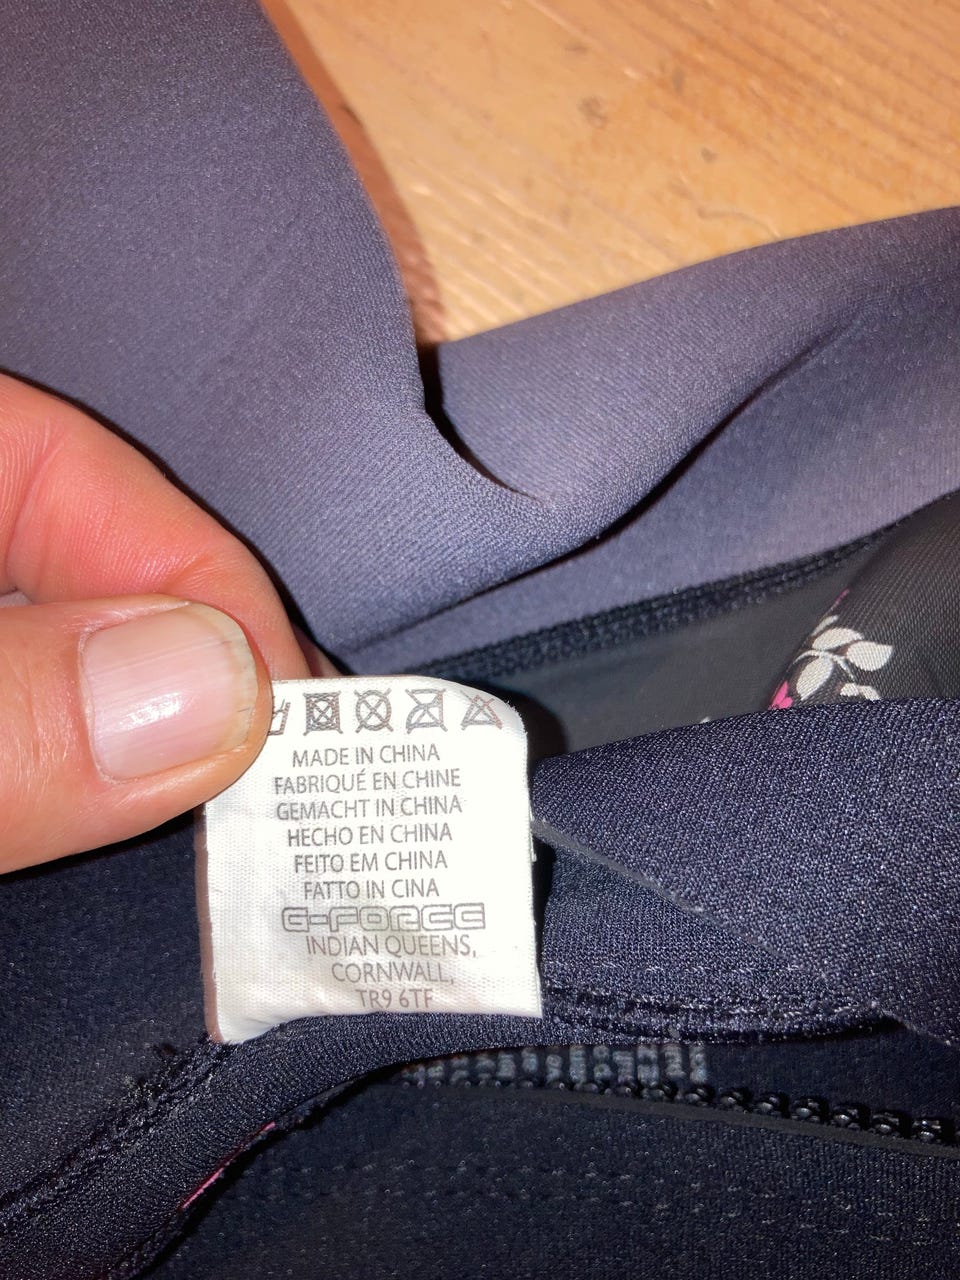 MADE IN CHINA
FABRIQUÉ EN CHINE
GEMACHT IN CHINA
HECHO EN CHINA
FEITO EM CHINA
FATTO IN CINA
G-FORCE
INDIAN QUEENS,
CORNWALL,
TR9 6TF